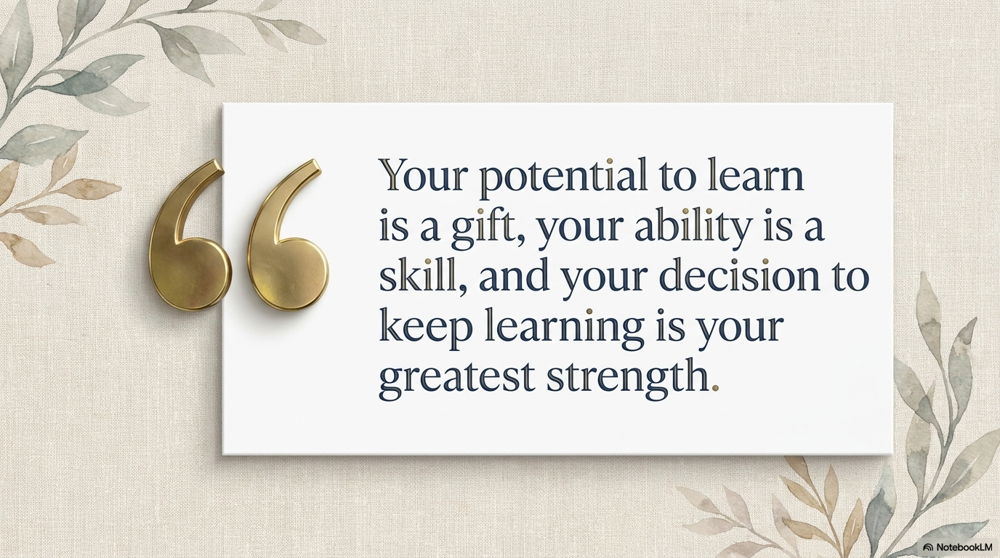 Your potential to learn
is a gift, your ability is a
skill, and your decision to
keep learning is your
greatest strength.
NotebookLM